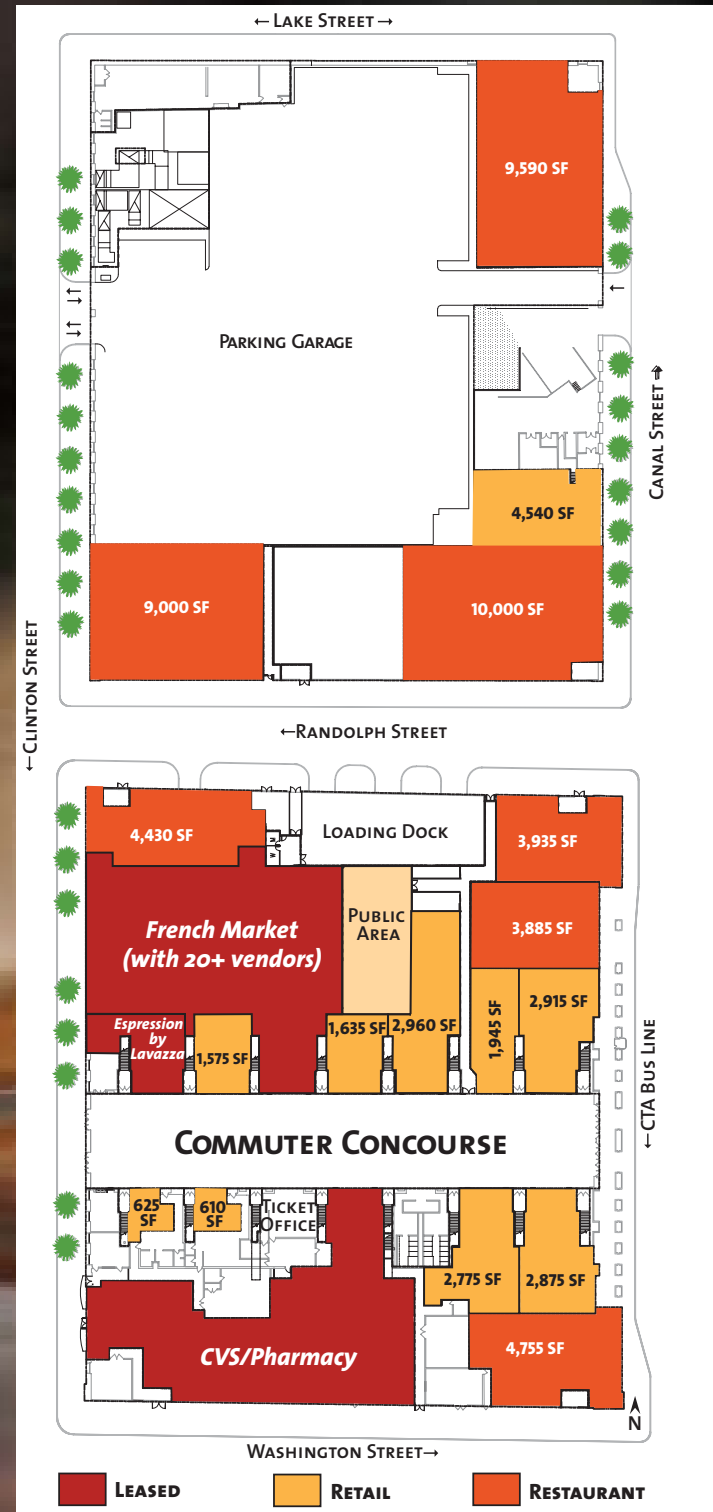 ←LAKE STREET→
9,590 SF
PARKING GARAGE
CANAL STREET→
4,540 SF
9,000 SF
10,000 SF
←CLINTON STREET
←RANDOLPH STREET
4,430 SF
LOADING DOCK
3,935 SF
French Market
(with 20+ vendors)
PUBLIC
AREA
3,885 SF
Espression
by
Lavazza
1,575 SF
1,635 SF
2,960 SF
1,945 SF
2,915 SF
←CTA BUS LINE
COMMUTER CONCOURSE
625
SF
610
SF
TICKET
OFFICE
2,775 SF
2,875 SF
CVS/Pharmacy
4,755 SF
N
WASHINGTON STREET→
LEASED
RETAIL
RESTAURANT